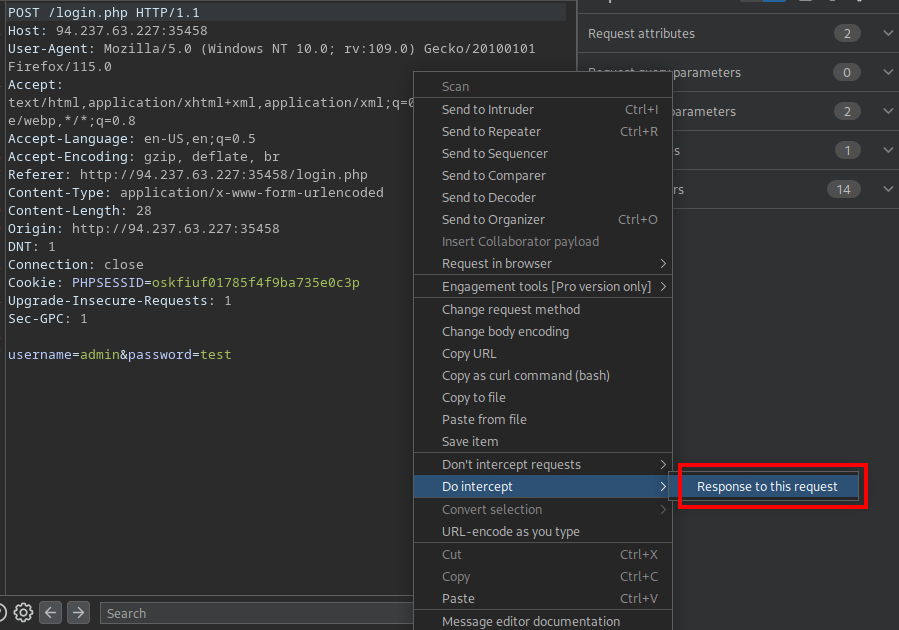 POST /login.php HTTP/1.1
Host: 94.237.63.227:35458
User-Agent: Mozilla/5.0 (Windows NT 10.0; rv:109.0) Gecko/20100101
Firefox/115.0
Accept:
text/html,application/xhtml+xml,application/xml;q=
e/webp,*/*;q=0.8
Accept-Language: en-US,en;q=0.5
Accept-Encoding: gzip, deflate, br
Referer: http://94.237.63.227:35458/login.php
Content-Type: application/x-www-form-urlencoded
Content-Length: 28
Origin: http://94.237.63.227:35458
DNT: 1
Connection: close
Cookie: PHPSESSID=oskfiuf01785f4f9ba735e0c3p
Upgrade-Insecure-Requests: 1
Sec-GPC: 1
username=admin&password=test
Search
Scan
Send to Intruder Ctrl+I
Send to Repeater Ctrl+R
Send to Sequencer
Send to Comparer
Send to Decoder
Send to Organizer Ctrl+O
Insert Collaborator payload
Request in browser
Engagement tools [Pro version only]
Change request method
Change body encoding
Copy URL
Copy as curl command (bash)
Copy to file
Paste from file
Save item
Don't intercept requests
Do intercept
Response to this request
Convert selection
URL-encode as you type
Cut Ctrl+X
Copy Ctrl+C
Paste Ctrl+V
Message editor documentation
Request attributes 2
parameters 0
arameters 2
s 1
rs 14